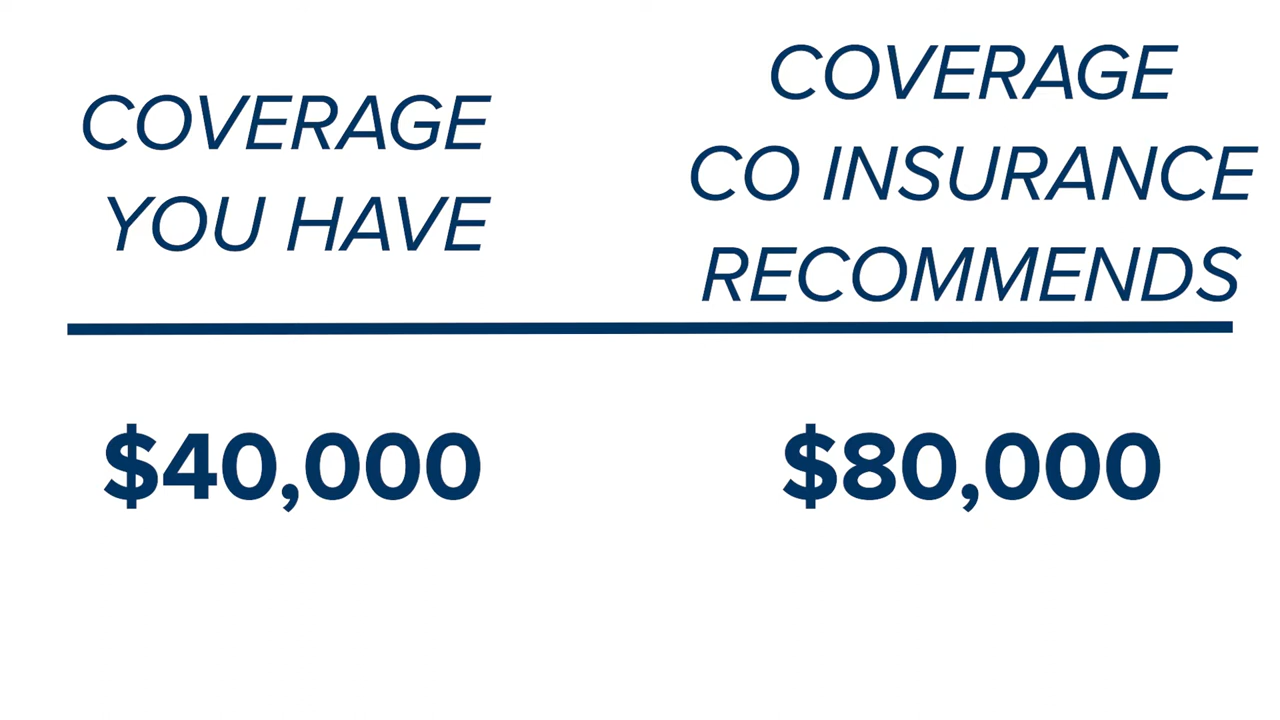 COVERAGE
YOU HAVE
COVERAGE
CO INSURANCE
RECOMMENDS
$40,000
$80,000